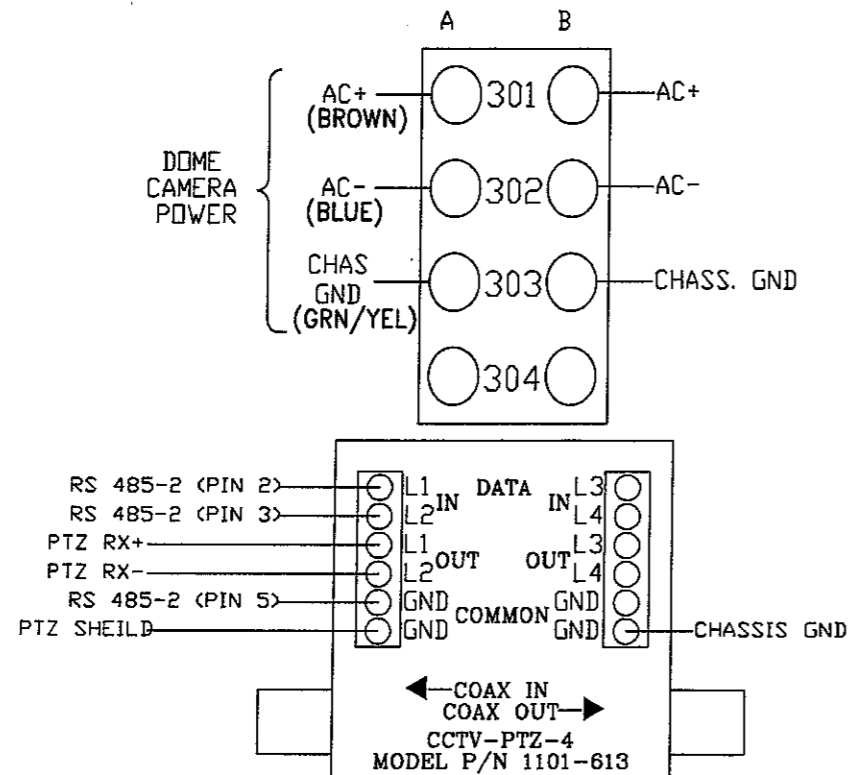 A B
AC+ 301 AC+
(BROWN)
DOME
CAMERA
POWER
AC- 302 AC-
(BLUE)
CHAS
GND 303 CHASS. GND
(GRN/YEL)
304
RS 485-2 (PIN 2) L1 IN DATA IN L3
RS 485-2 (PIN 3) L2 L4
PTZ RX+ L1 OUT OUT L3
PTZ RX- L2 L4
RS 485-2 (PIN 5) GND COMMON GND
PTZ SHEILD GND GND CHASSIS GND
COAX IN
COAX OUT
CCTV-PTZ-4
MODEL P/N 1101-613